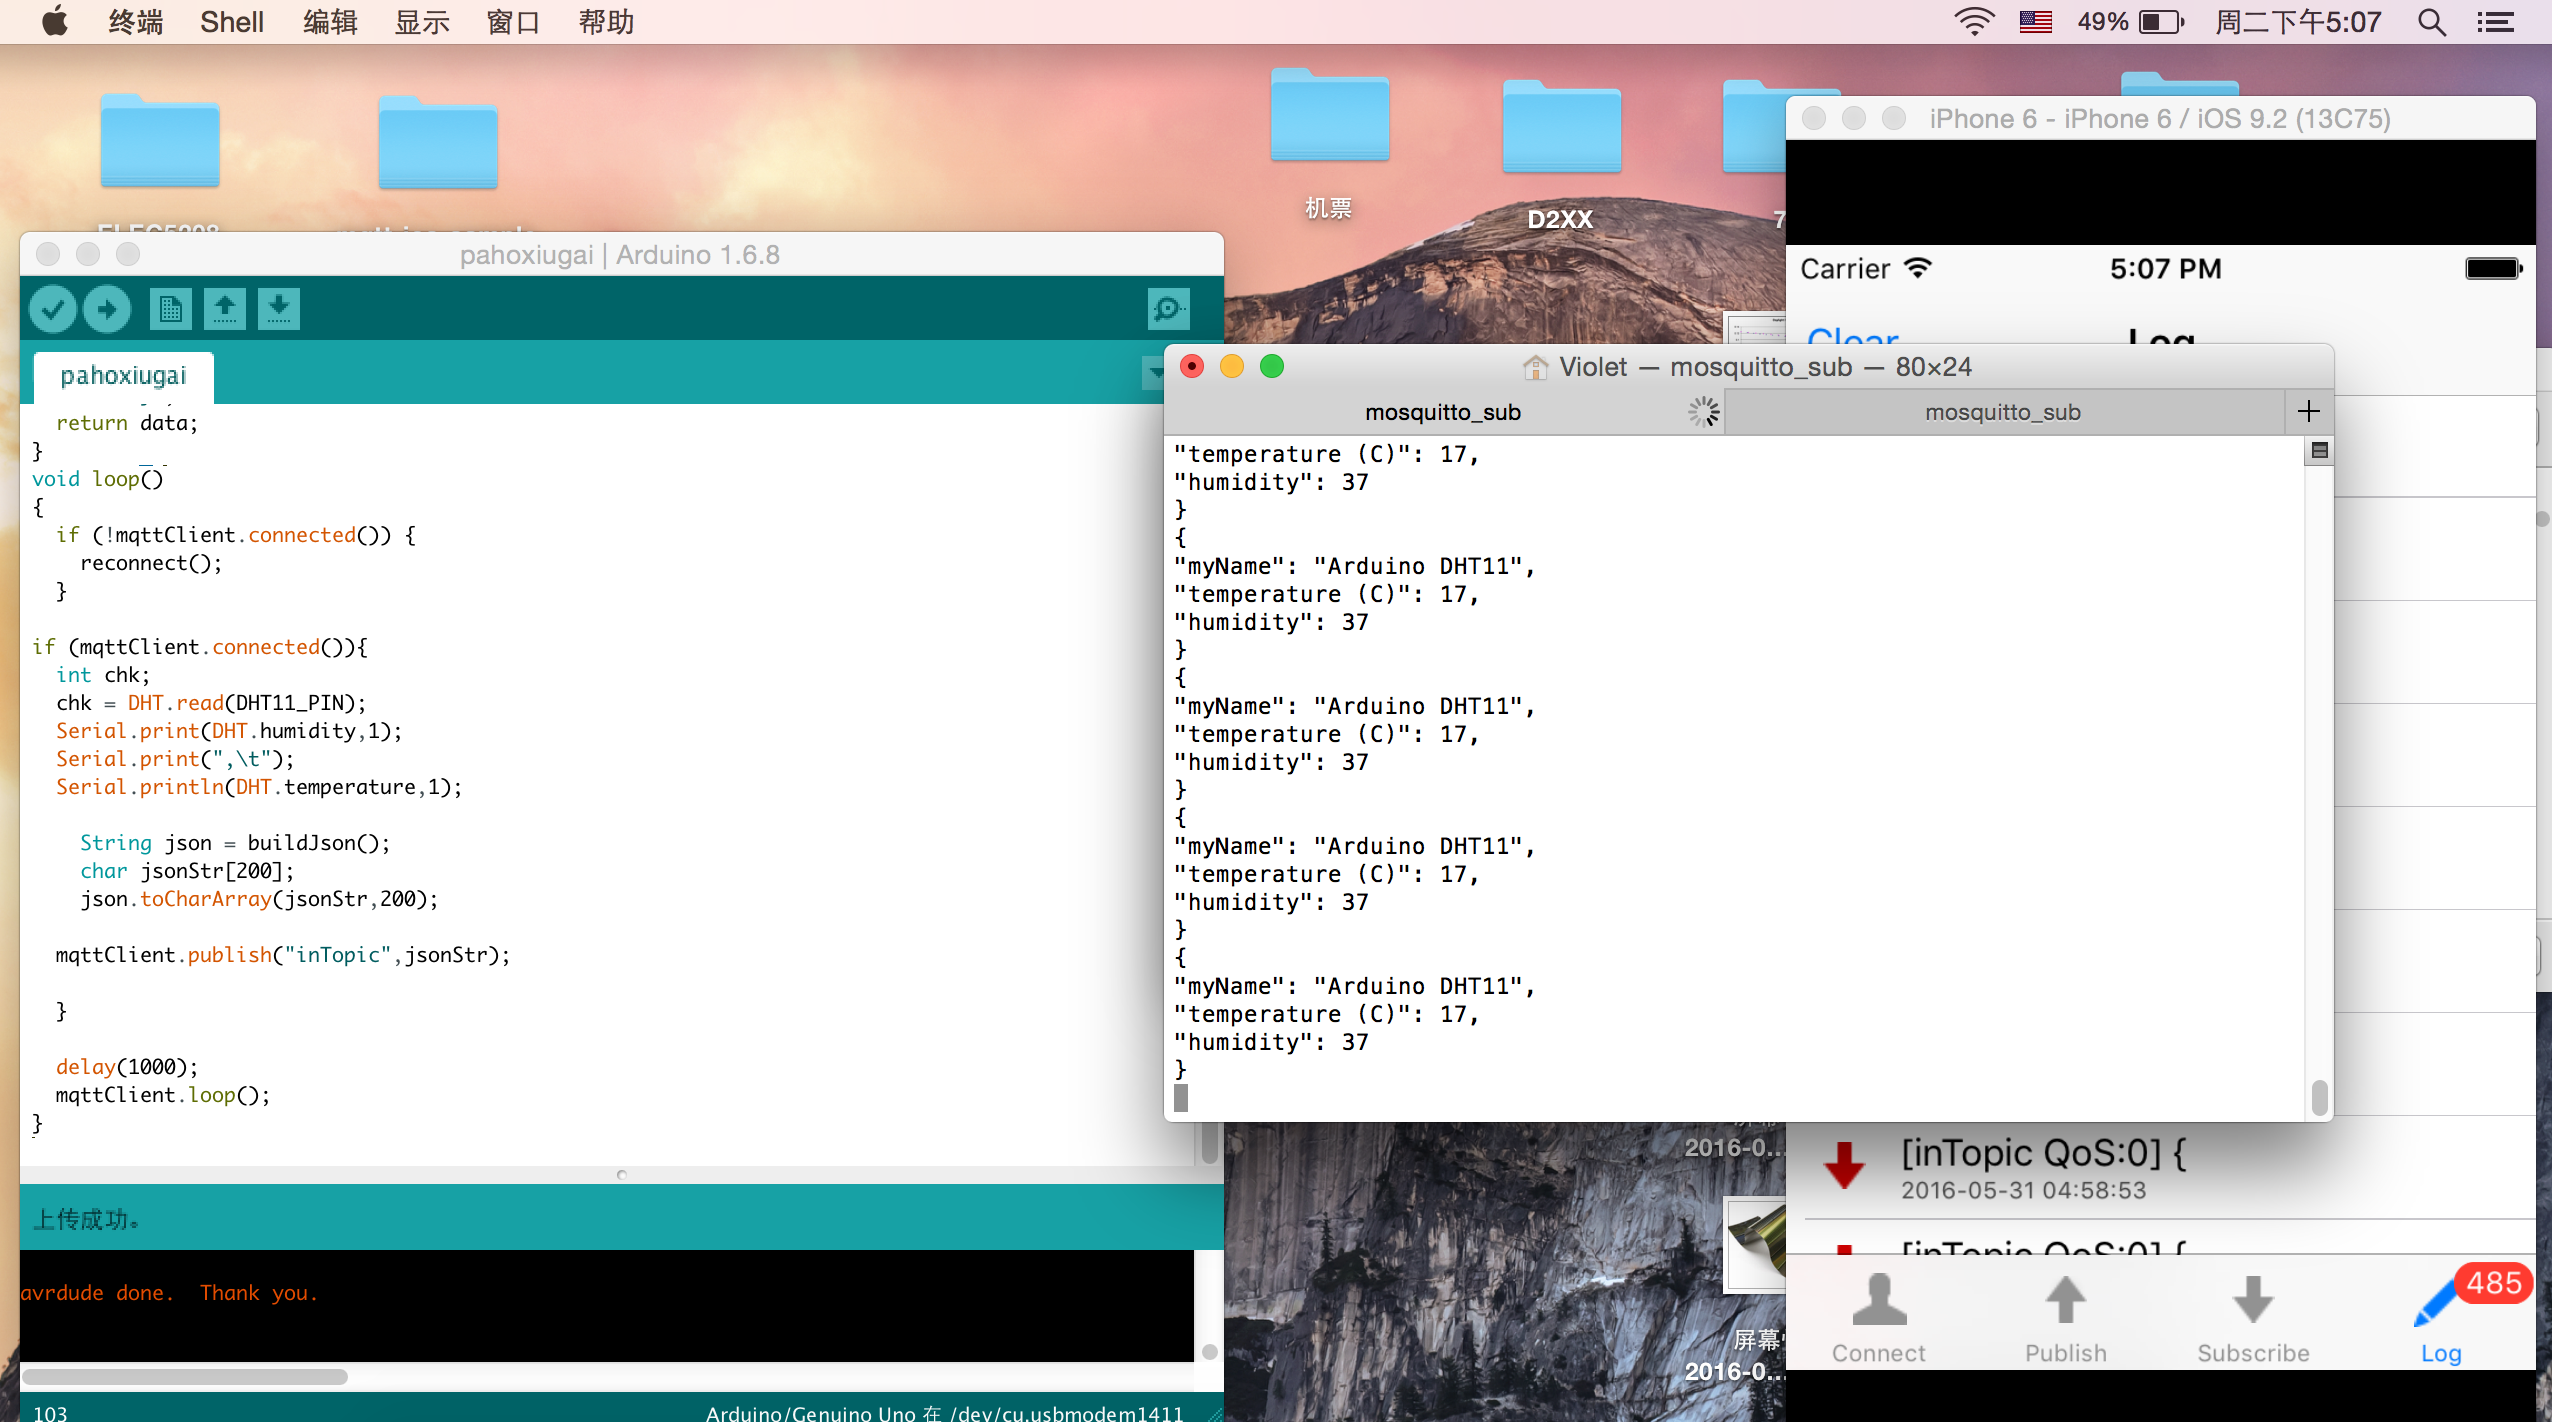 终端 Shell 编辑 显示 窗口 帮助
49% 周二下午5:07
机票
D2XX
pahoxiugai | Arduino 1.6.8
pahoxiugai
return data;
}
void loop()
{
if (!mqttClient.connected()) {
reconnect();
}
if (mqttClient.connected()){
int chk;
chk = DHT.read(DHT11_PIN);
Serial.print(DHT.humidity,1);
Serial.print(",\t");
Serial.println(DHT.temperature,1);
String json = buildJson();
char jsonStr[200];
json.toCharArray(jsonStr,200);
mqttClient.publish("inTopic",jsonStr);
}
delay(1000);
mqttClient.loop();
}
上传成功。
avrdude done.  Thank you.
103
Arduino/Genuino Uno 在 /dev/cu.usbmodem1411
iPhone 6 - iPhone 6 / iOS 9.2 (13C75)
Carrier 5:07 PM
Clear Log
Violet — mosquitto_sub — 80×24
mosquitto_sub mosquitto_sub +
"temperature (C)": 17,
"humidity": 37
}
{
"myName": "Arduino DHT11",
"temperature (C)": 17,
"humidity": 37
}
{
"myName": "Arduino DHT11",
"temperature (C)": 17,
"humidity": 37
}
{
"myName": "Arduino DHT11",
"temperature (C)": 17,
"humidity": 37
}
{
"myName": "Arduino DHT11",
"temperature (C)": 17,
"humidity": 37
}
2016-0...
屏幕
2016-0...
[inTopic QoS:0] {
2016-05-31 04:58:53
[inTopic QoS:0] {
485
Connect Publish Subscribe Log